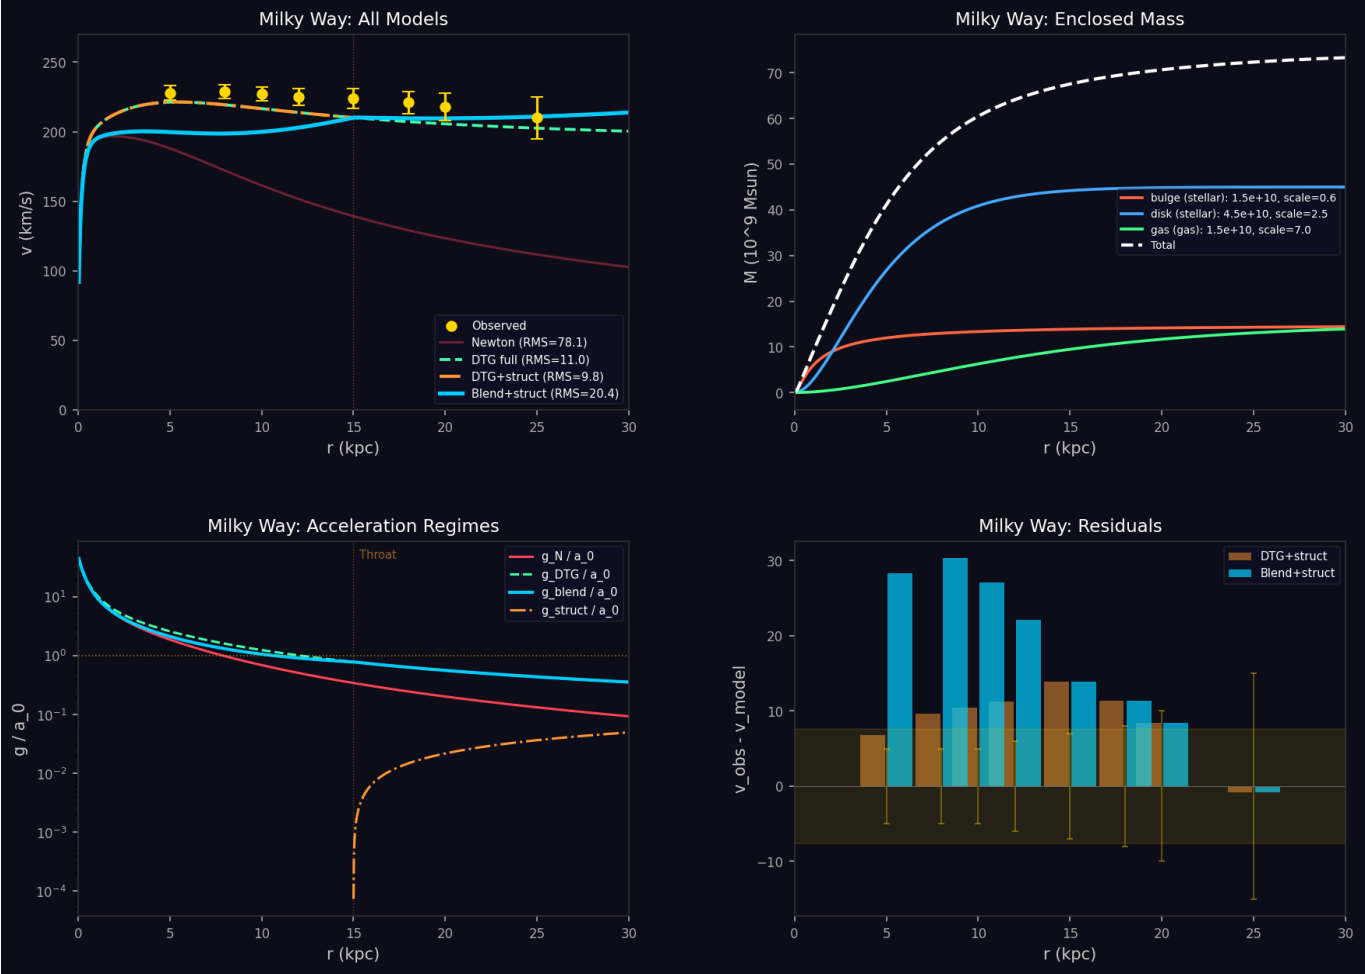 Milky Way: All Models
v (km/s)
250
200
150
100
50
0
Observed
Newton (RMS=78.1)
DTG full (RMS=11.0)
DTG+struct (RMS=9.8)
Blend+struct (RMS=20.4)
0 5 10 15 20 25 30
r (kpc)
Milky Way: Enclosed Mass
M (10^9 Msun)
70
60
50
40
30
20
10
0
bulge (stellar): 1.5e+10, scale=0.6
disk (stellar): 4.5e+10, scale=2.5
gas (gas): 1.5e+10, scale=7.0
Total
0 5 10 15 20 25 30
r (kpc)
Milky Way: Acceleration Regimes
g / a_0
10^1
10^0
10^-1
10^-2
10^-3
10^-4
Throat
g_N / a_0
g_DTG / a_0
g_blend / a_0
g_struct / a_0
0 5 10 15 20 25 30
r (kpc)
Milky Way: Residuals
v_obs - v_model
30
20
10
0
−10
DTG+struct
Blend+struct
0 5 10 15 20 25 30
r (kpc)